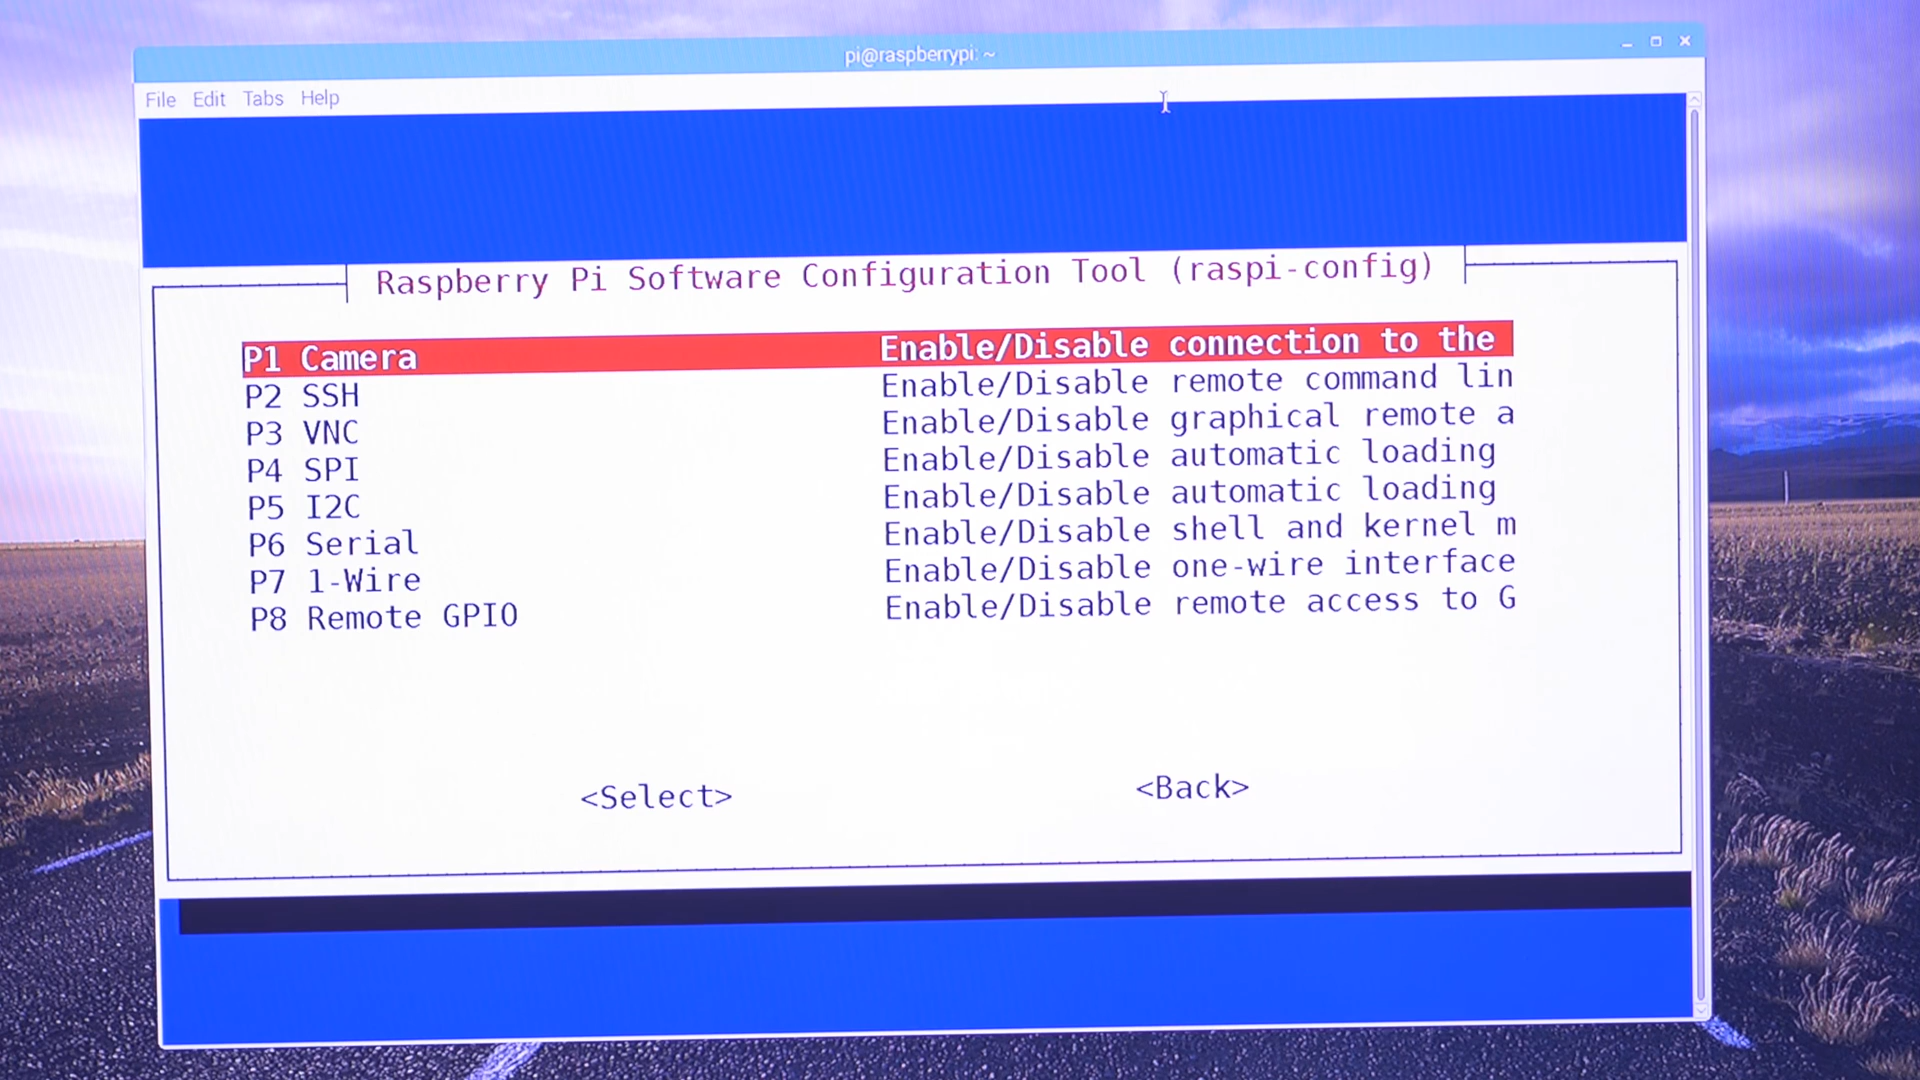 pi@raspberrypi: ~
File Edit Tabs Help
Raspberry Pi Software Configuration Tool (raspi-config)
P1 Camera Enable/Disable connection to the
P2 SSH Enable/Disable remote command lin
P3 VNC Enable/Disable graphical remote a
P4 SPI Enable/Disable automatic loading
P5 I2C Enable/Disable automatic loading
P6 Serial Enable/Disable shell and kernel m
P7 1-Wire Enable/Disable one-wire interface
P8 Remote GPIO Enable/Disable remote access to G
<Select> <Back>